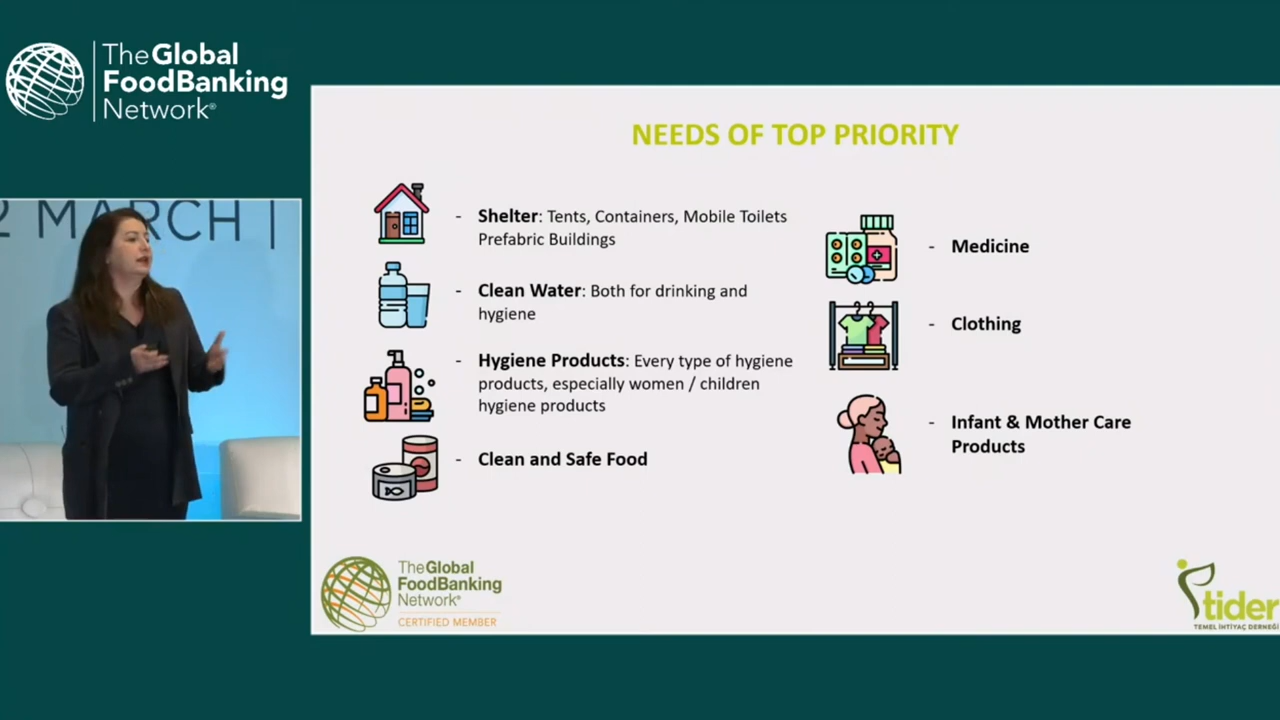 The Global
FoodBanking
Network®
2 MARCH |
NEEDS OF TOP PRIORITY
- Shelter: Tents, Containers, Mobile Toilets
Prefabric Buildings
- Clean Water: Both for drinking and
hygiene
- Hygiene Products: Every type of hygiene
products, especially women / children
hygiene products
- Clean and Safe Food
- Medicine
- Clothing
- Infant & Mother Care
Products
The Global
FoodBanking
Network®
CERTIFIED MEMBER
tider
TEMEL İHTİYAÇ DERNEĞİ